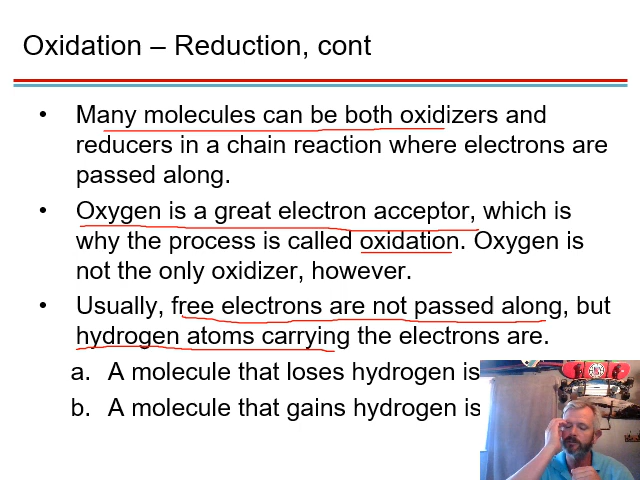 Oxidation – Reduction, cont
• Many molecules can be both oxidizers and
reducers in a chain reaction where electrons are
passed along.
• Oxygen is a great electron acceptor, which is
why the process is called oxidation. Oxygen is
not the only oxidizer, however.
• Usually, free electrons are not passed along, but
hydrogen atoms carrying the electrons are.
a. A molecule that loses hydrogen is
b. A molecule that gains hydrogen is